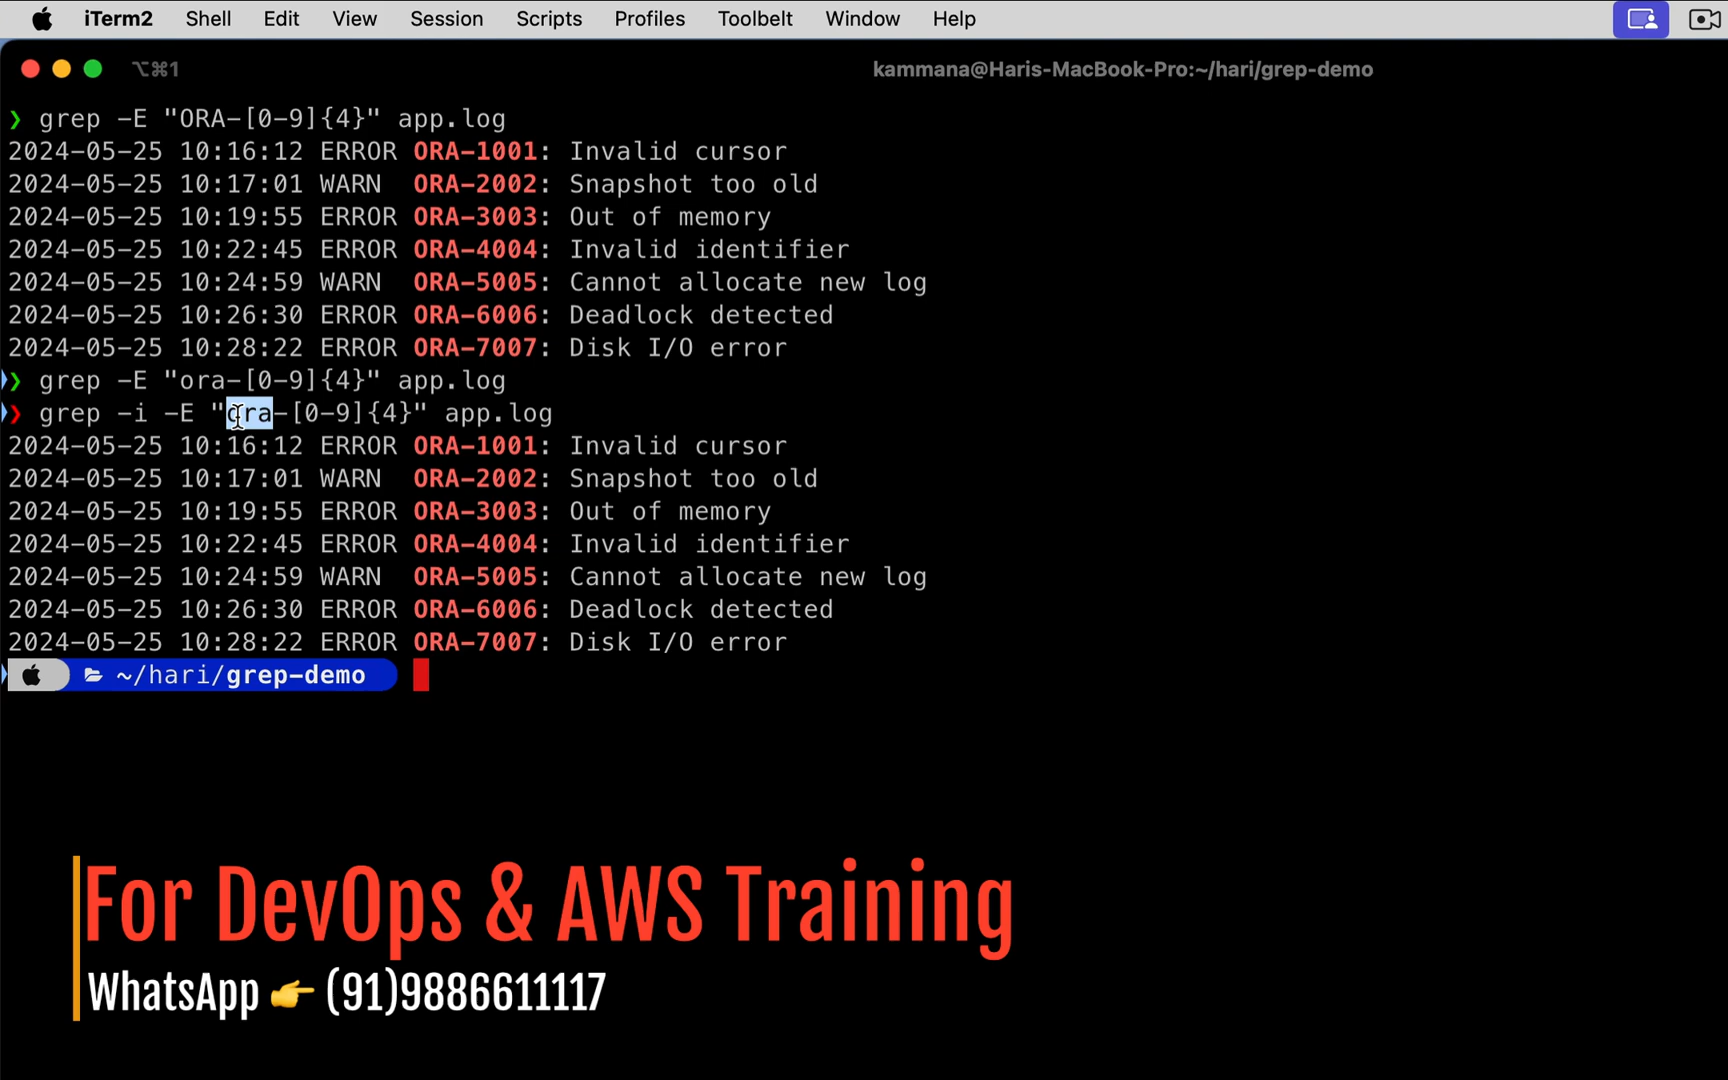 iTerm2 Shell Edit View Session Scripts Profiles Toolbelt Window Help
⌥⌘1 kammana@Haris-MacBook-Pro:~/hari/grep-demo
❯ grep -E "ORA-[0-9]{4}" app.log
2024-05-25 10:16:12 ERROR ORA-1001: Invalid cursor
2024-05-25 10:17:01 WARN  ORA-2002: Snapshot too old
2024-05-25 10:19:55 ERROR ORA-3003: Out of memory
2024-05-25 10:22:45 ERROR ORA-4004: Invalid identifier
2024-05-25 10:24:59 WARN  ORA-5005: Cannot allocate new log
2024-05-25 10:26:30 ERROR ORA-6006: Deadlock detected
2024-05-25 10:28:22 ERROR ORA-7007: Disk I/O error
❯ grep -E "ora-[0-9]{4}" app.log
❯ grep -i -E "ora-[0-9]{4}" app.log
2024-05-25 10:16:12 ERROR ORA-1001: Invalid cursor
2024-05-25 10:17:01 WARN  ORA-2002: Snapshot too old
2024-05-25 10:19:55 ERROR ORA-3003: Out of memory
2024-05-25 10:22:45 ERROR ORA-4004: Invalid identifier
2024-05-25 10:24:59 WARN  ORA-5005: Cannot allocate new log
2024-05-25 10:26:30 ERROR ORA-6006: Deadlock detected
2024-05-25 10:28:22 ERROR ORA-7007: Disk I/O error
~/hari/grep-demo
For DevOps & AWS Training
WhatsApp 👉 (91)9886611117